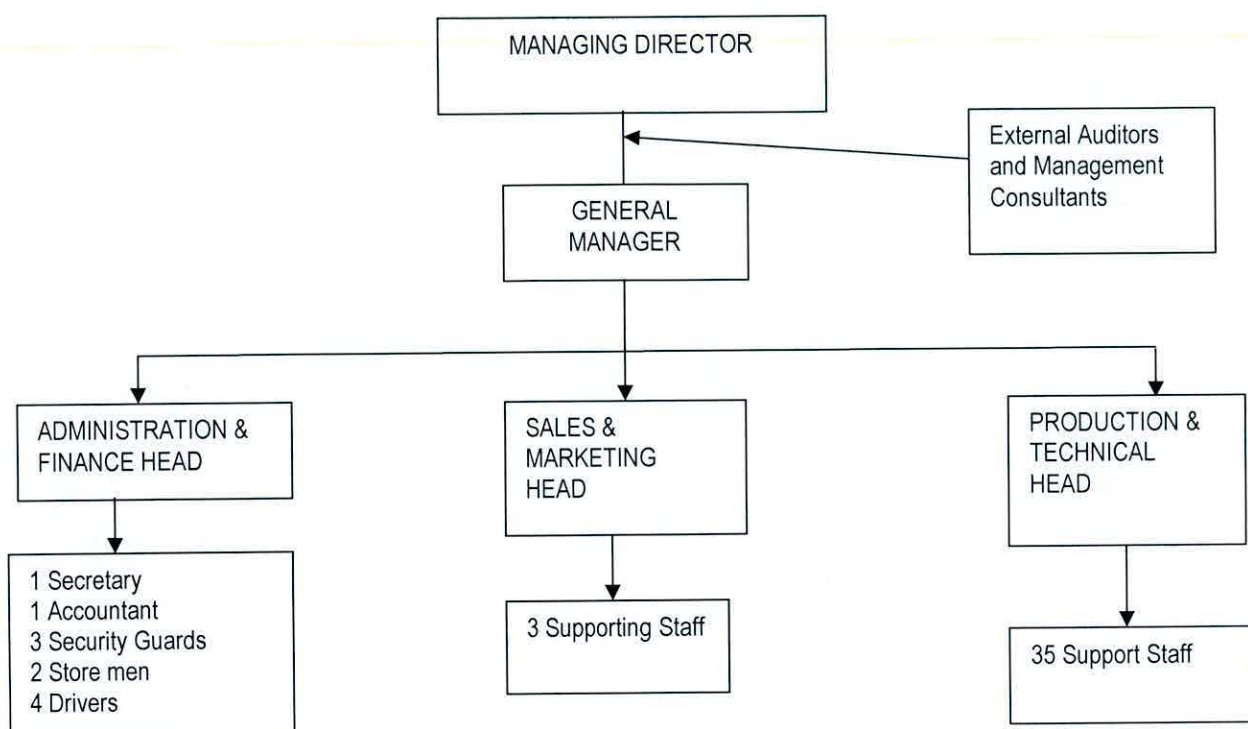 MANAGING DIRECTOR
External Auditors
and Management
Consultants
GENERAL
MANAGER
ADMINISTRATION &
FINANCE HEAD
SALES &
MARKETING
HEAD
PRODUCTION &
TECHNICAL
HEAD
1 Secretary
1 Accountant
3 Security Guards
2 Store men
4 Drivers
3 Supporting Staff
35 Support Staff